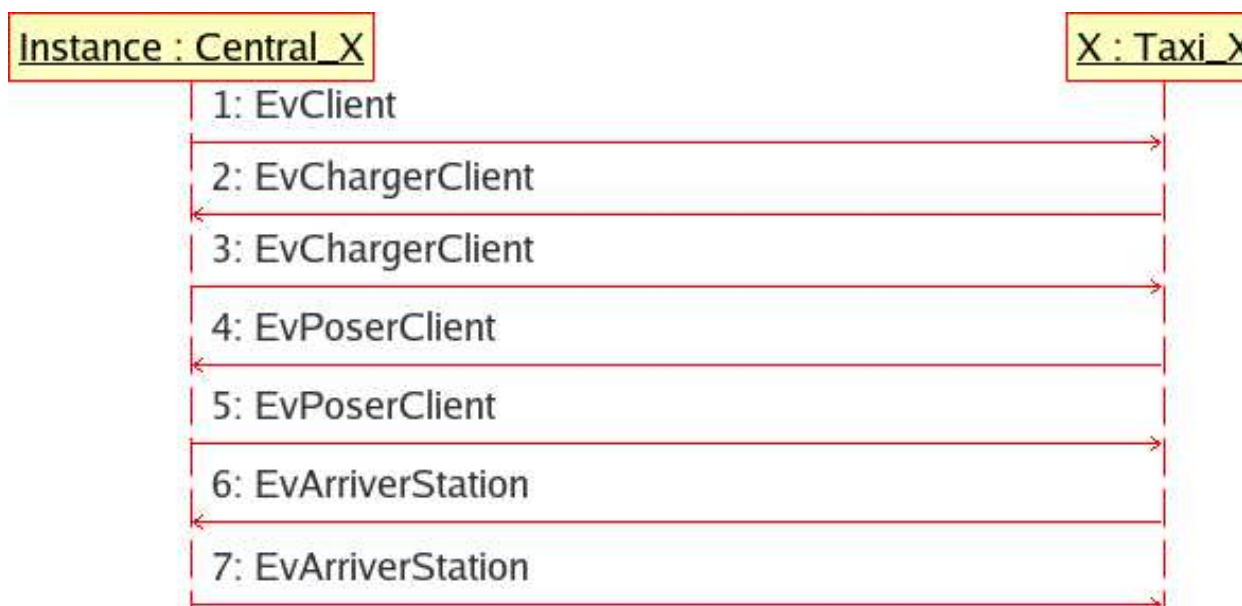 Instance : Central_X
X : Taxi_X
1: EvClient
2: EvChargerClient
3: EvChargerClient
4: EvPoserClient
5: EvPoserClient
6: EvArriverStation
7: EvArriverStation